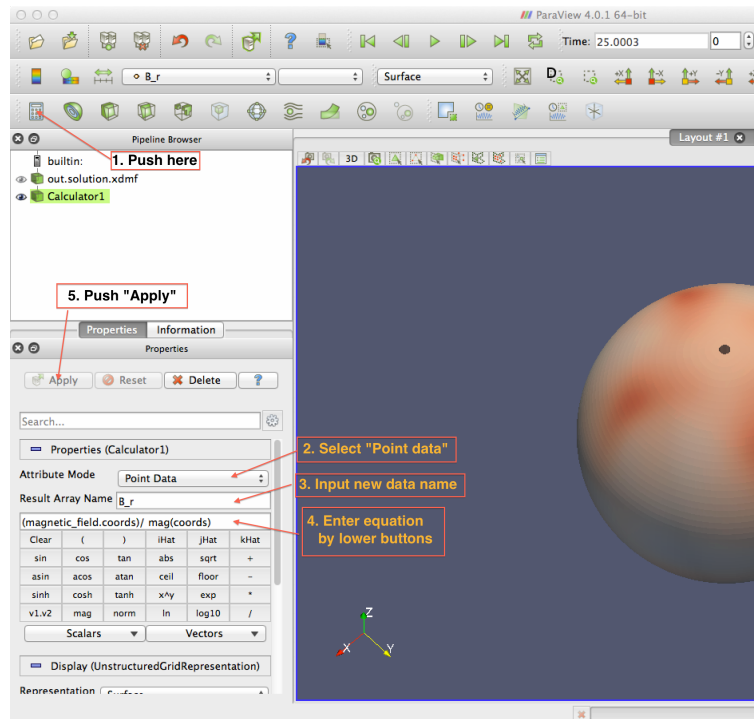 ParaView 4.0.1 64-bit
Time: 25.0003
0
B_r
Surface
Pipeline Browser
Layout #1
builtin:
1. Push here
3D
out.solution.xdmf
Calculator1
5. Push "Apply"
Properties
Information
Properties
Apply
Reset
Delete
?
Search...
Properties (Calculator1)
2. Select "Point data"
Attribute Mode
Point Data
3. Input new data name
Result Array Name
B_r
(magnetic_field.coords)/ mag(coords)
4. Enter equation
by lower buttons
Clear ( ) iHat jHat kHat
sin cos tan abs sqrt +
asin acos atan ceil floor -
sinh cosh tanh x^y exp *
v1.v2 mag norm ln log10 /
Scalars
Vectors
Display (UnstructuredGridRepresentation)
Representation
Surface
Z
X
Y